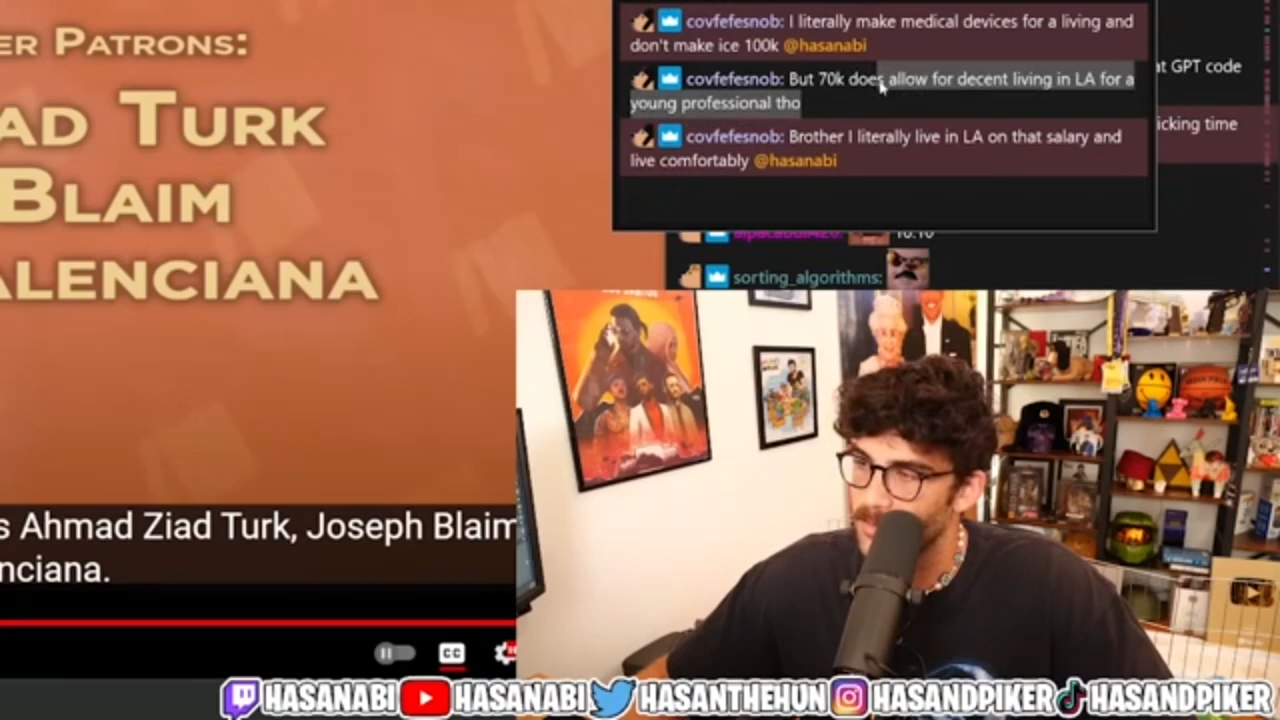 ER PATRONS:
AD TURK
BLAIM
ALENCIANA
s Ahmad Ziad Turk, Joseph Blaim
nciana.
CC
covfefesnob: I literally make medical devices for a living and
don't make ice 100k @hasanabi
covfefesnob: But 70k does allow for decent living in LA for a
young professional tho
covfefesnob: Brother I literally live in LA on that salary and
live comfortably @hasanabi
at GPT code
icking time
sorting_algorithms:
HASANABI HASANABI HASANTHEHUN HASANDPIKER HASANDPIKER